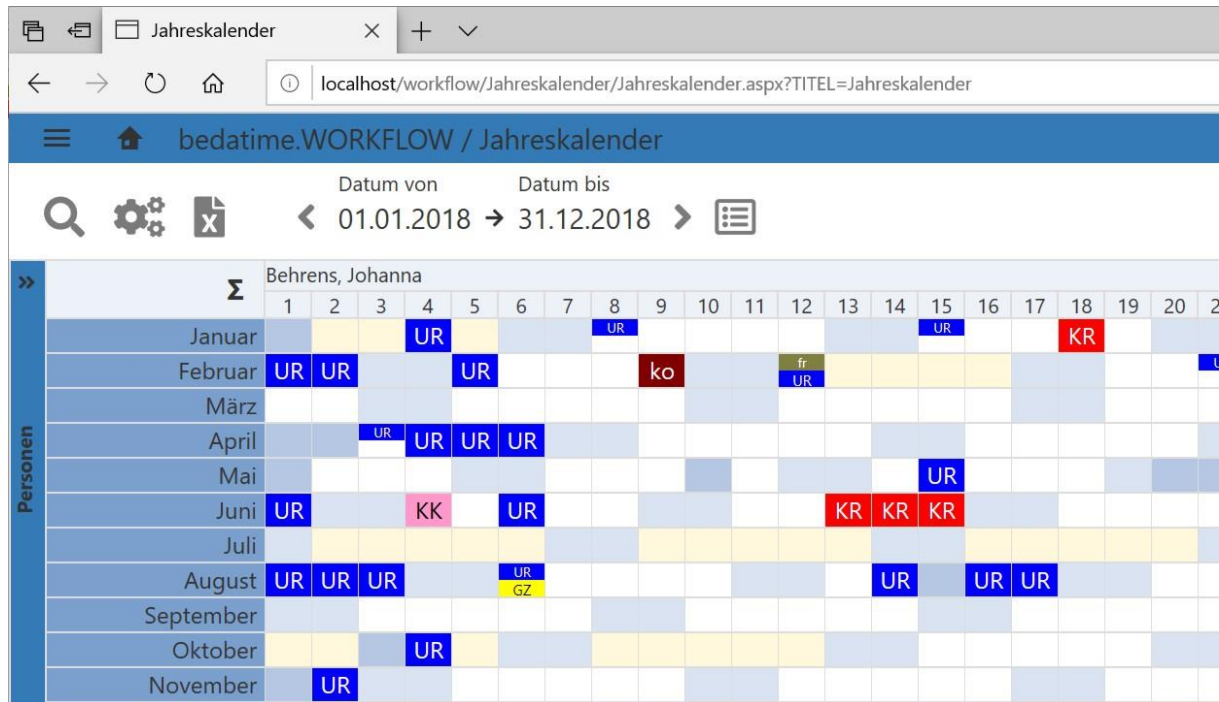 Jahreskalender
localhost/workflow/Jahreskalender/Jahreskalender.aspx?TITEL=Jahreskalender
bedatime.WORKFLOW / Jahreskalender
Datum von Datum bis
01.01.2018 → 31.12.2018
Behrens, Johanna
Σ 1 2 3 4 5 6 7 8 9 10 11 12 13 14 15 16 17 18 19 20
Personen
Januar UR UR UR KR
Februar UR UR UR ko fr UR
März
April UR UR UR UR
Mai UR
Juni UR KK UR KR KR KR
Juli
August UR UR UR UR GZ UR UR UR
September
Oktober UR
November UR